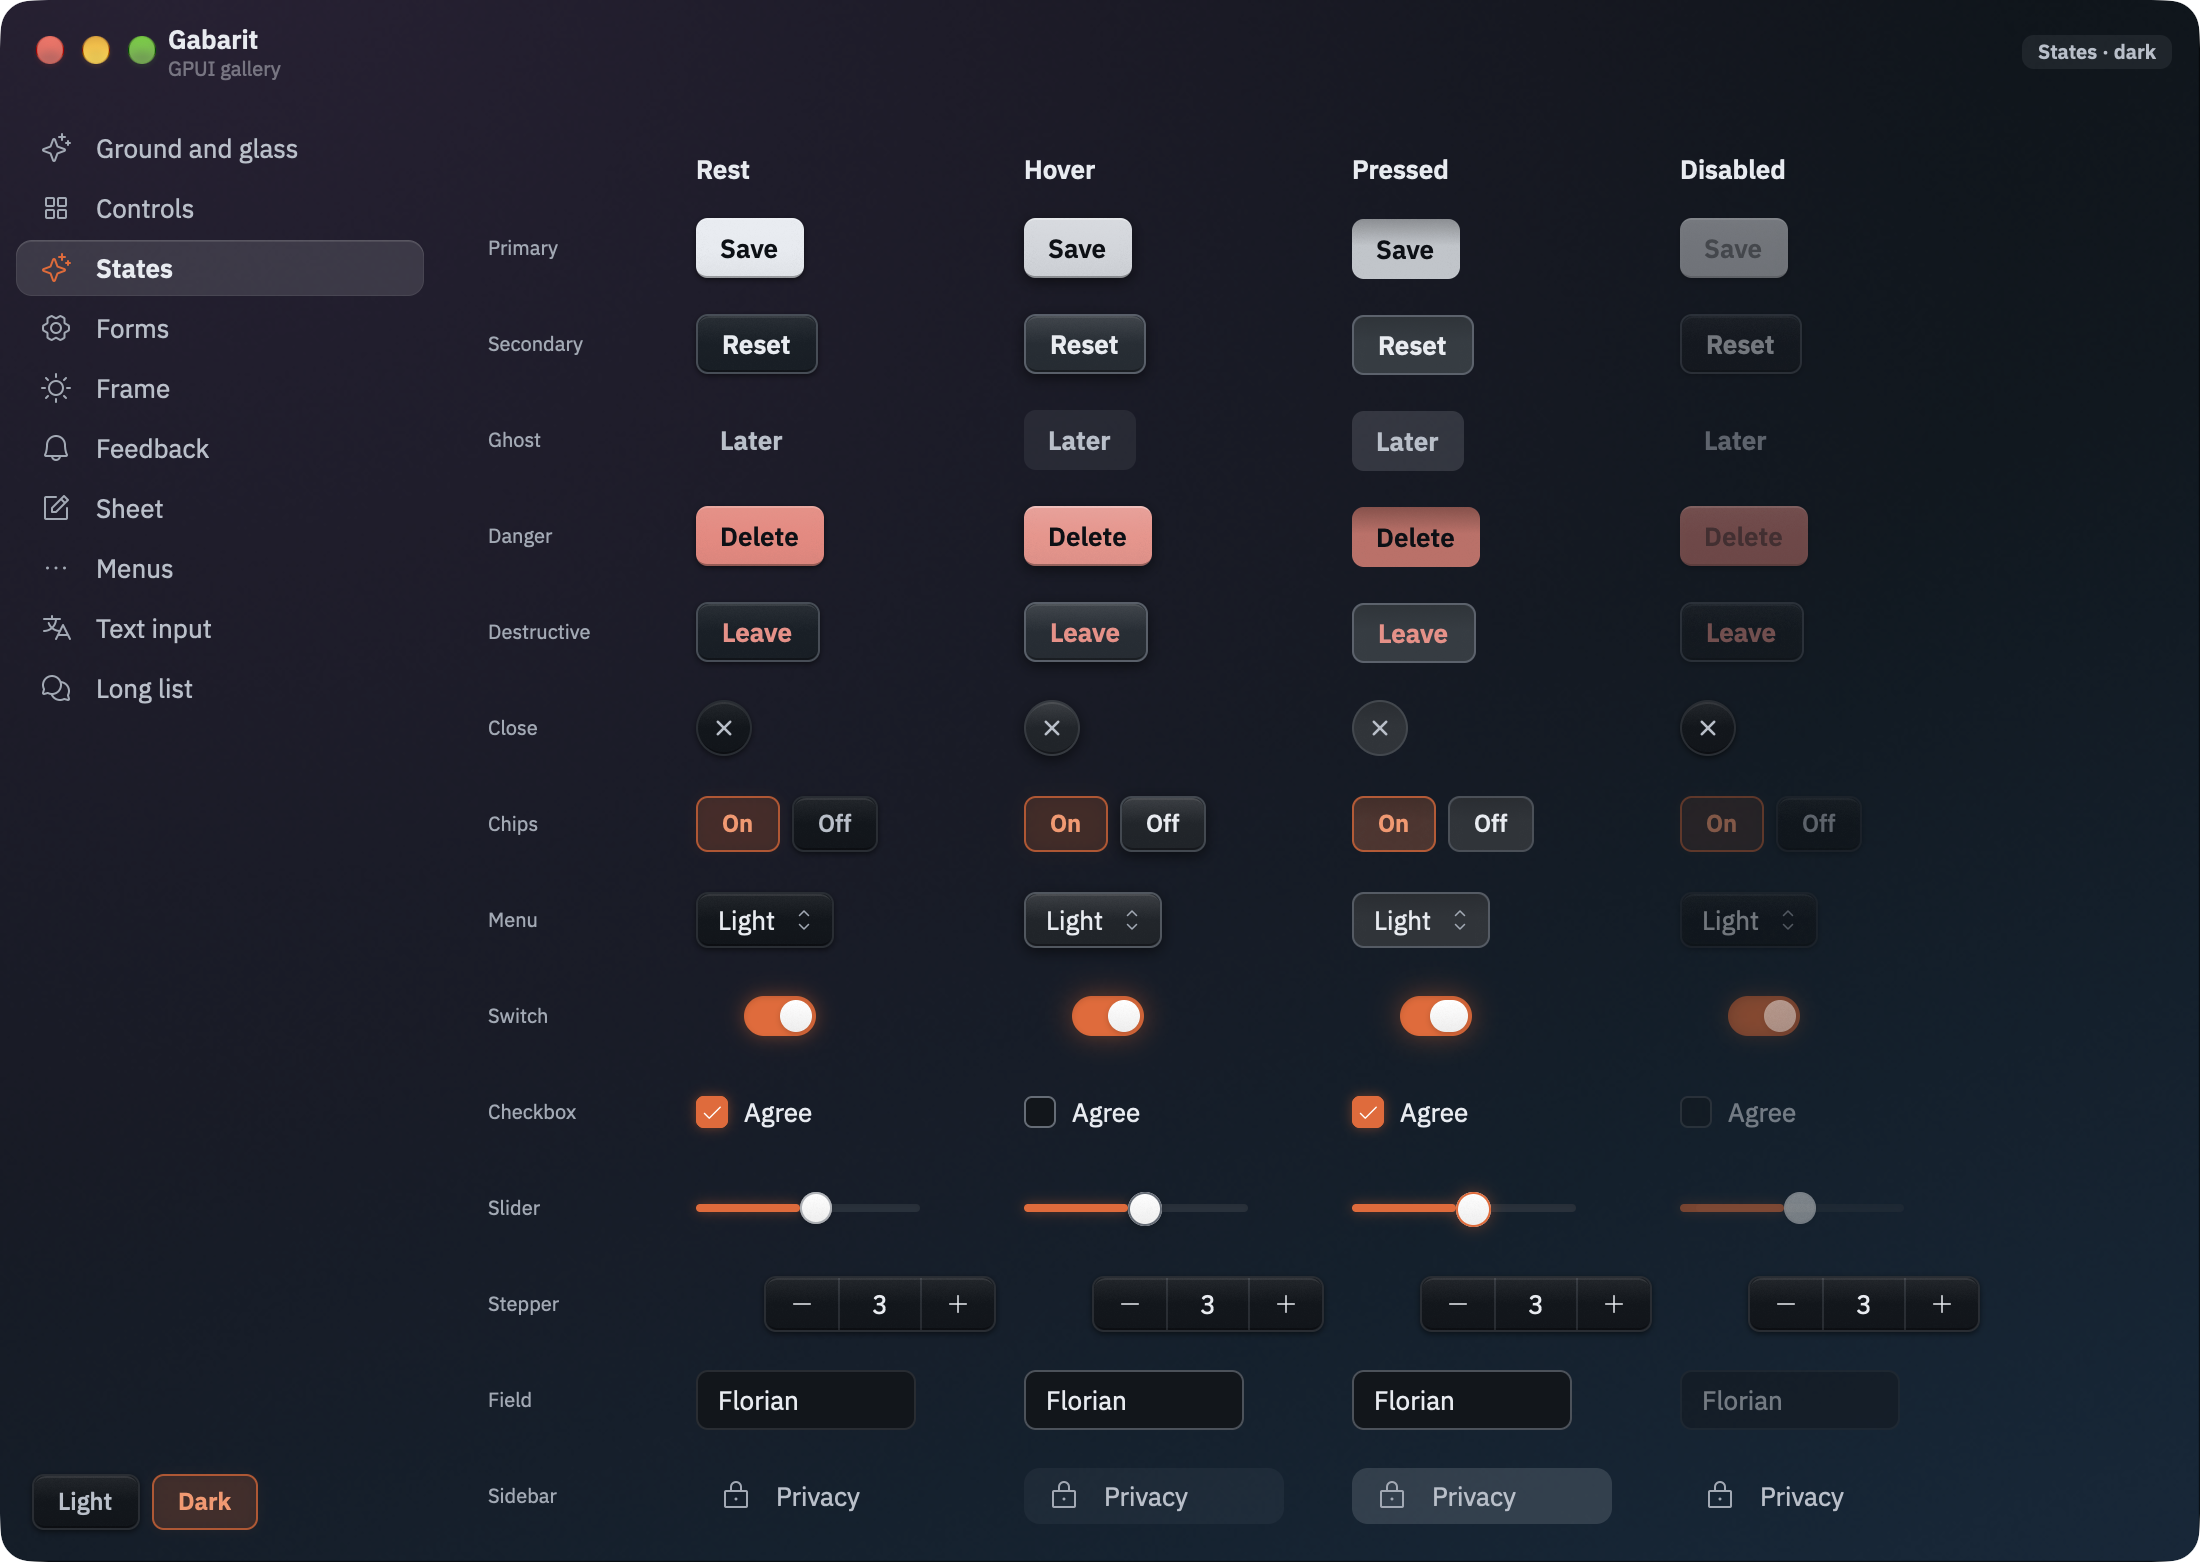 Gabarit
GPUI gallery
States · dark
Ground and glass
Controls
States
Forms
Frame
Feedback
Sheet
Menus
Text input
Long list
Light Dark
Rest Hover Pressed Disabled
Primary Save Save Save Save
Secondary Reset Reset Reset Reset
Ghost Later Later Later Later
Danger Delete Delete Delete Delete
Destructive Leave Leave Leave Leave
Close
Chips On Off On Off On Off On Off
Menu Light Light Light Light
Switch
Checkbox Agree Agree Agree Agree
Slider
Stepper 3 3 3 3
Field Florian Florian Florian Florian
Sidebar Privacy Privacy Privacy Privacy